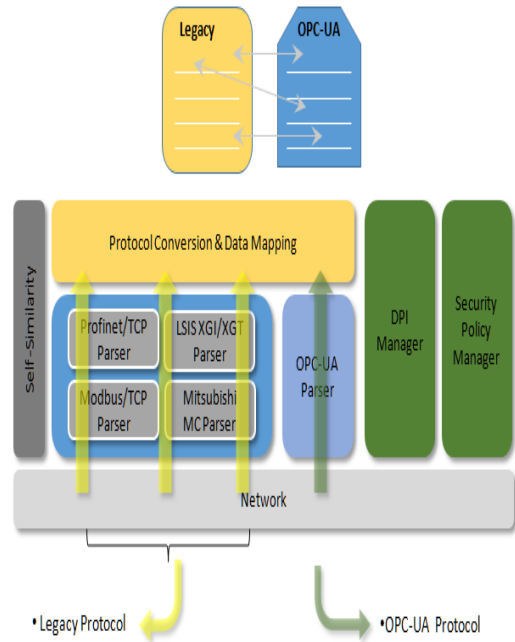 Legacy
OPC-UA
Self-Similarity
Protocol Conversion & Data Mapping
Profinet/TCP
Parser
LSIS XGI/XGT
Parser
Modbus/TCP
Parser
Mitsubishi
MC Parser
OPC-UA
Parser
DPI
Manager
Security
Policy
Manager
Network
• Legacy Protocol
•OPC-UA Protocol